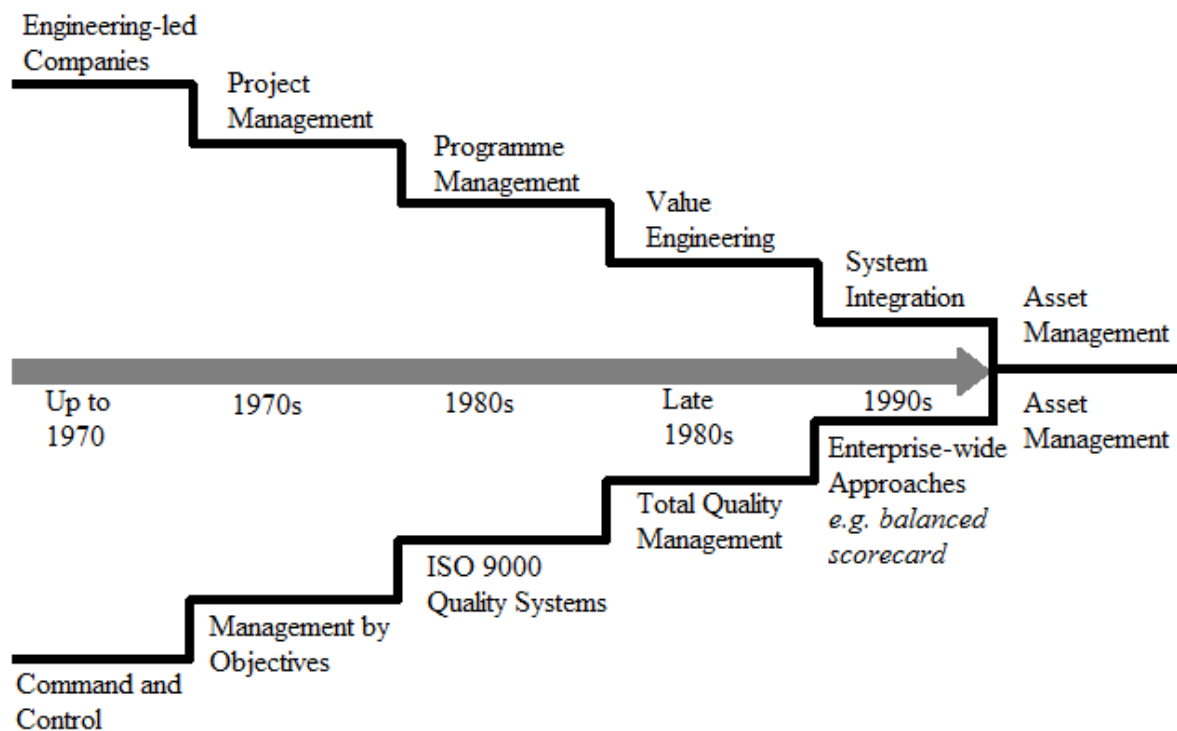 Engineering-led
Companies
Project
Management
Programme
Management
Value
Engineering
System
Integration
Asset
Management
Up to
1970
1970s
1980s
Late
1980s
1990s
Asset
Management
Enterprise-wide
Approaches
e.g. balanced
scorecard
Total Quality
Management
ISO 9000
Quality Systems
Management by
Objectives
Command and
Control